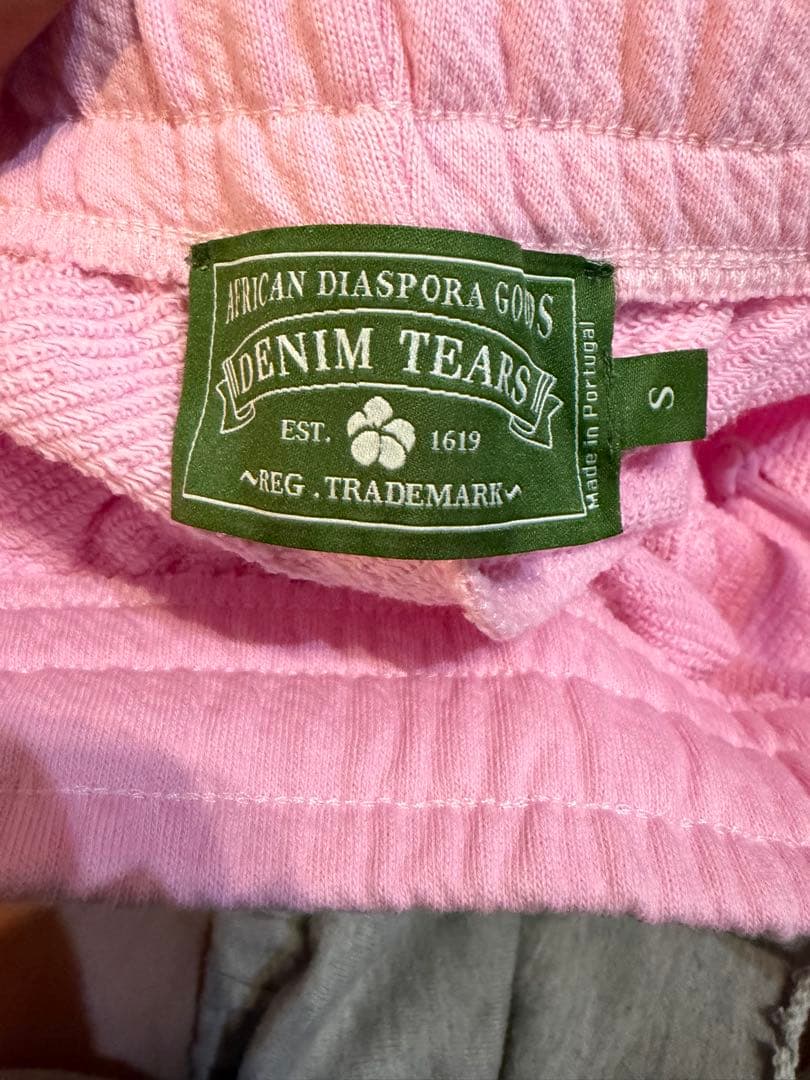 AFRICAN DIASPORA GOODS
DENIM TEARS
EST. 1619
~REG . TRADEMARK~
Made in Portugal
S